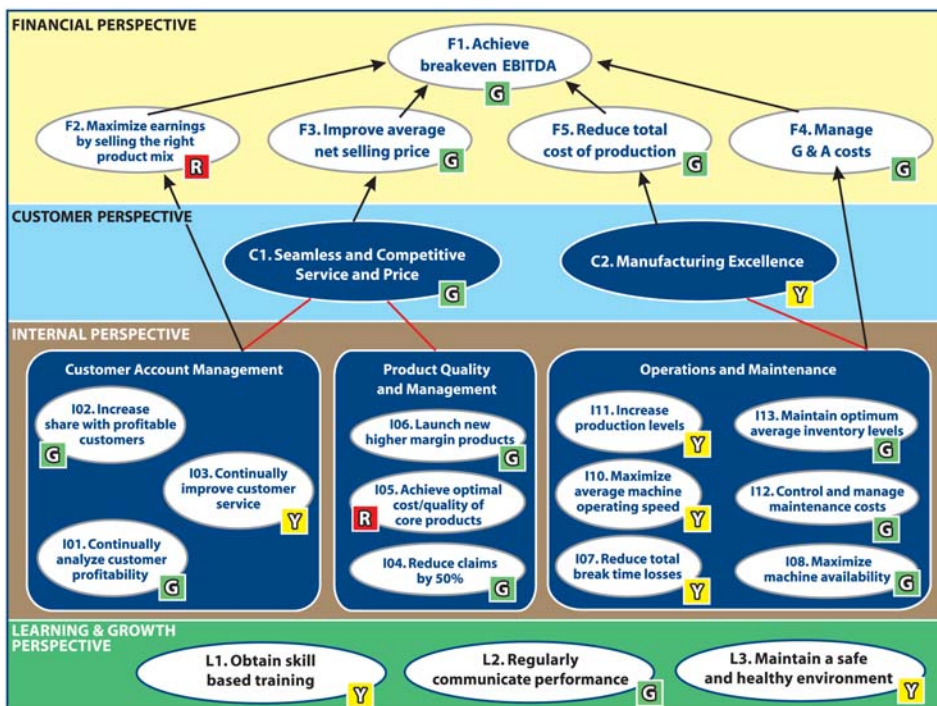 FINANCIAL PERSPECTIVE
F1. Achieve
breakeven EBITDA
G
F2. Maximize earnings
by selling the right
product mix
R
F3. Improve average
net selling price
G
F5. Reduce total
cost of production
G
F4. Manage
G & A costs
G
CUSTOMER PERSPECTIVE
C1. Seamless and Competitive
Service and Price
G
C2. Manufacturing Excellence
Y
INTERNAL PERSPECTIVE
Customer Account Management
I02. Increase
share with profitable
customers
G
I03. Continually
improve customer
service
Y
I01. Continually
analyze customer
profitability
G
Product Quality
and Management
I06. Launch new
higher margin products
G
I05. Achieve optimal
cost/quality of
core products
R
I04. Reduce claims
by 50%
G
Operations and Maintenance
I11. Increase
production levels
Y
I13. Maintain optimum
average inventory levels
G
I10. Maximize
average machine
operating speed
Y
I12. Control and manage
maintenance costs
G
I07. Reduce total
break time losses
Y
I08. Maximize
machine availability
G
LEARNING & GROWTH
PERSPECTIVE
L1. Obtain skill
based training
Y
L2. Regularly
communicate performance
G
L3. Maintain a safe
and healthy environment
Y